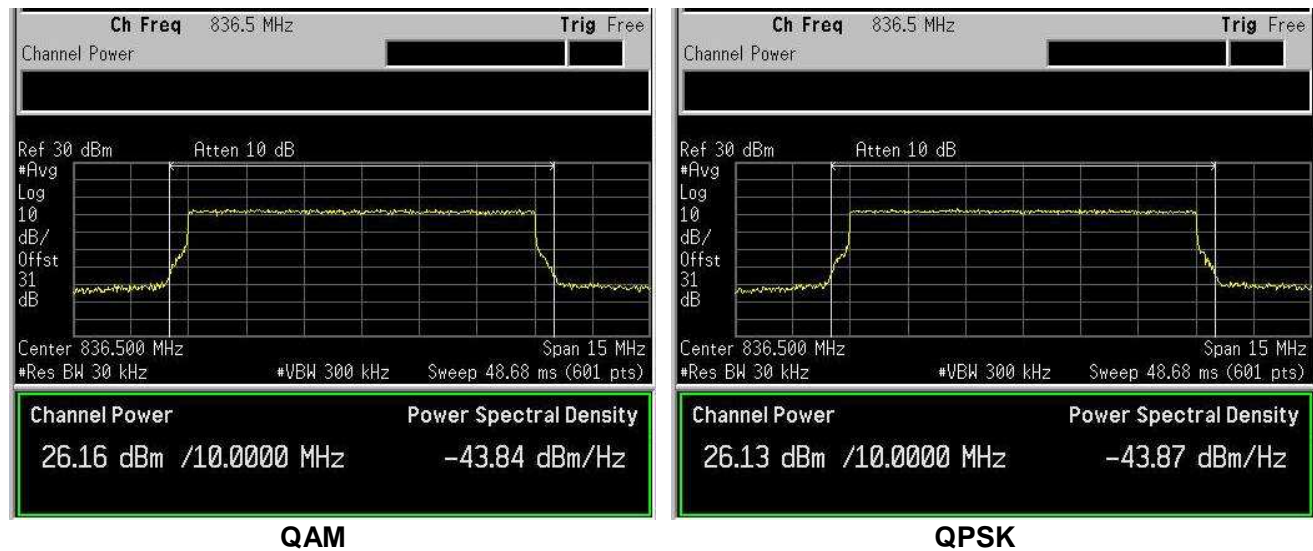 Ch Freq 836.5 MHz Trig Free
Channel Power
Ref 30 dBm Atten 10 dB
#Avg
Log
10
dB/
Offst
31
dB
Center 836.500 MHz Span 15 MHz
#Res BW 30 kHz #VBW 300 kHz Sweep 48.68 ms (601 pts)
Channel Power Power Spectral Density
26.16 dBm /10.0000 MHz -43.84 dBm/Hz
QAM
Ch Freq 836.5 MHz Trig Free
Channel Power
Ref 30 dBm Atten 10 dB
#Avg
Log
10
dB/
Offst
31
dB
Center 836.500 MHz Span 15 MHz
#Res BW 30 kHz #VBW 300 kHz Sweep 48.68 ms (601 pts)
Channel Power Power Spectral Density
26.13 dBm /10.0000 MHz -43.87 dBm/Hz
QPSK